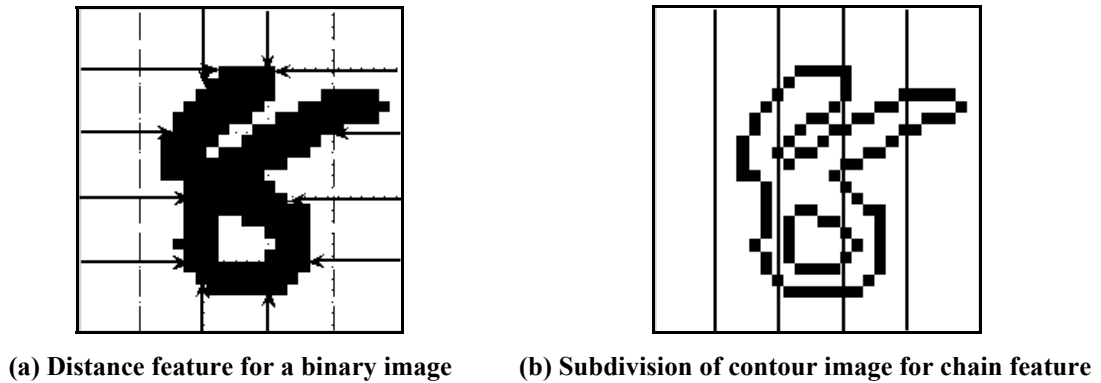 (a) Distance feature for a binary image
(b) Subdivision of contour image for chain feature